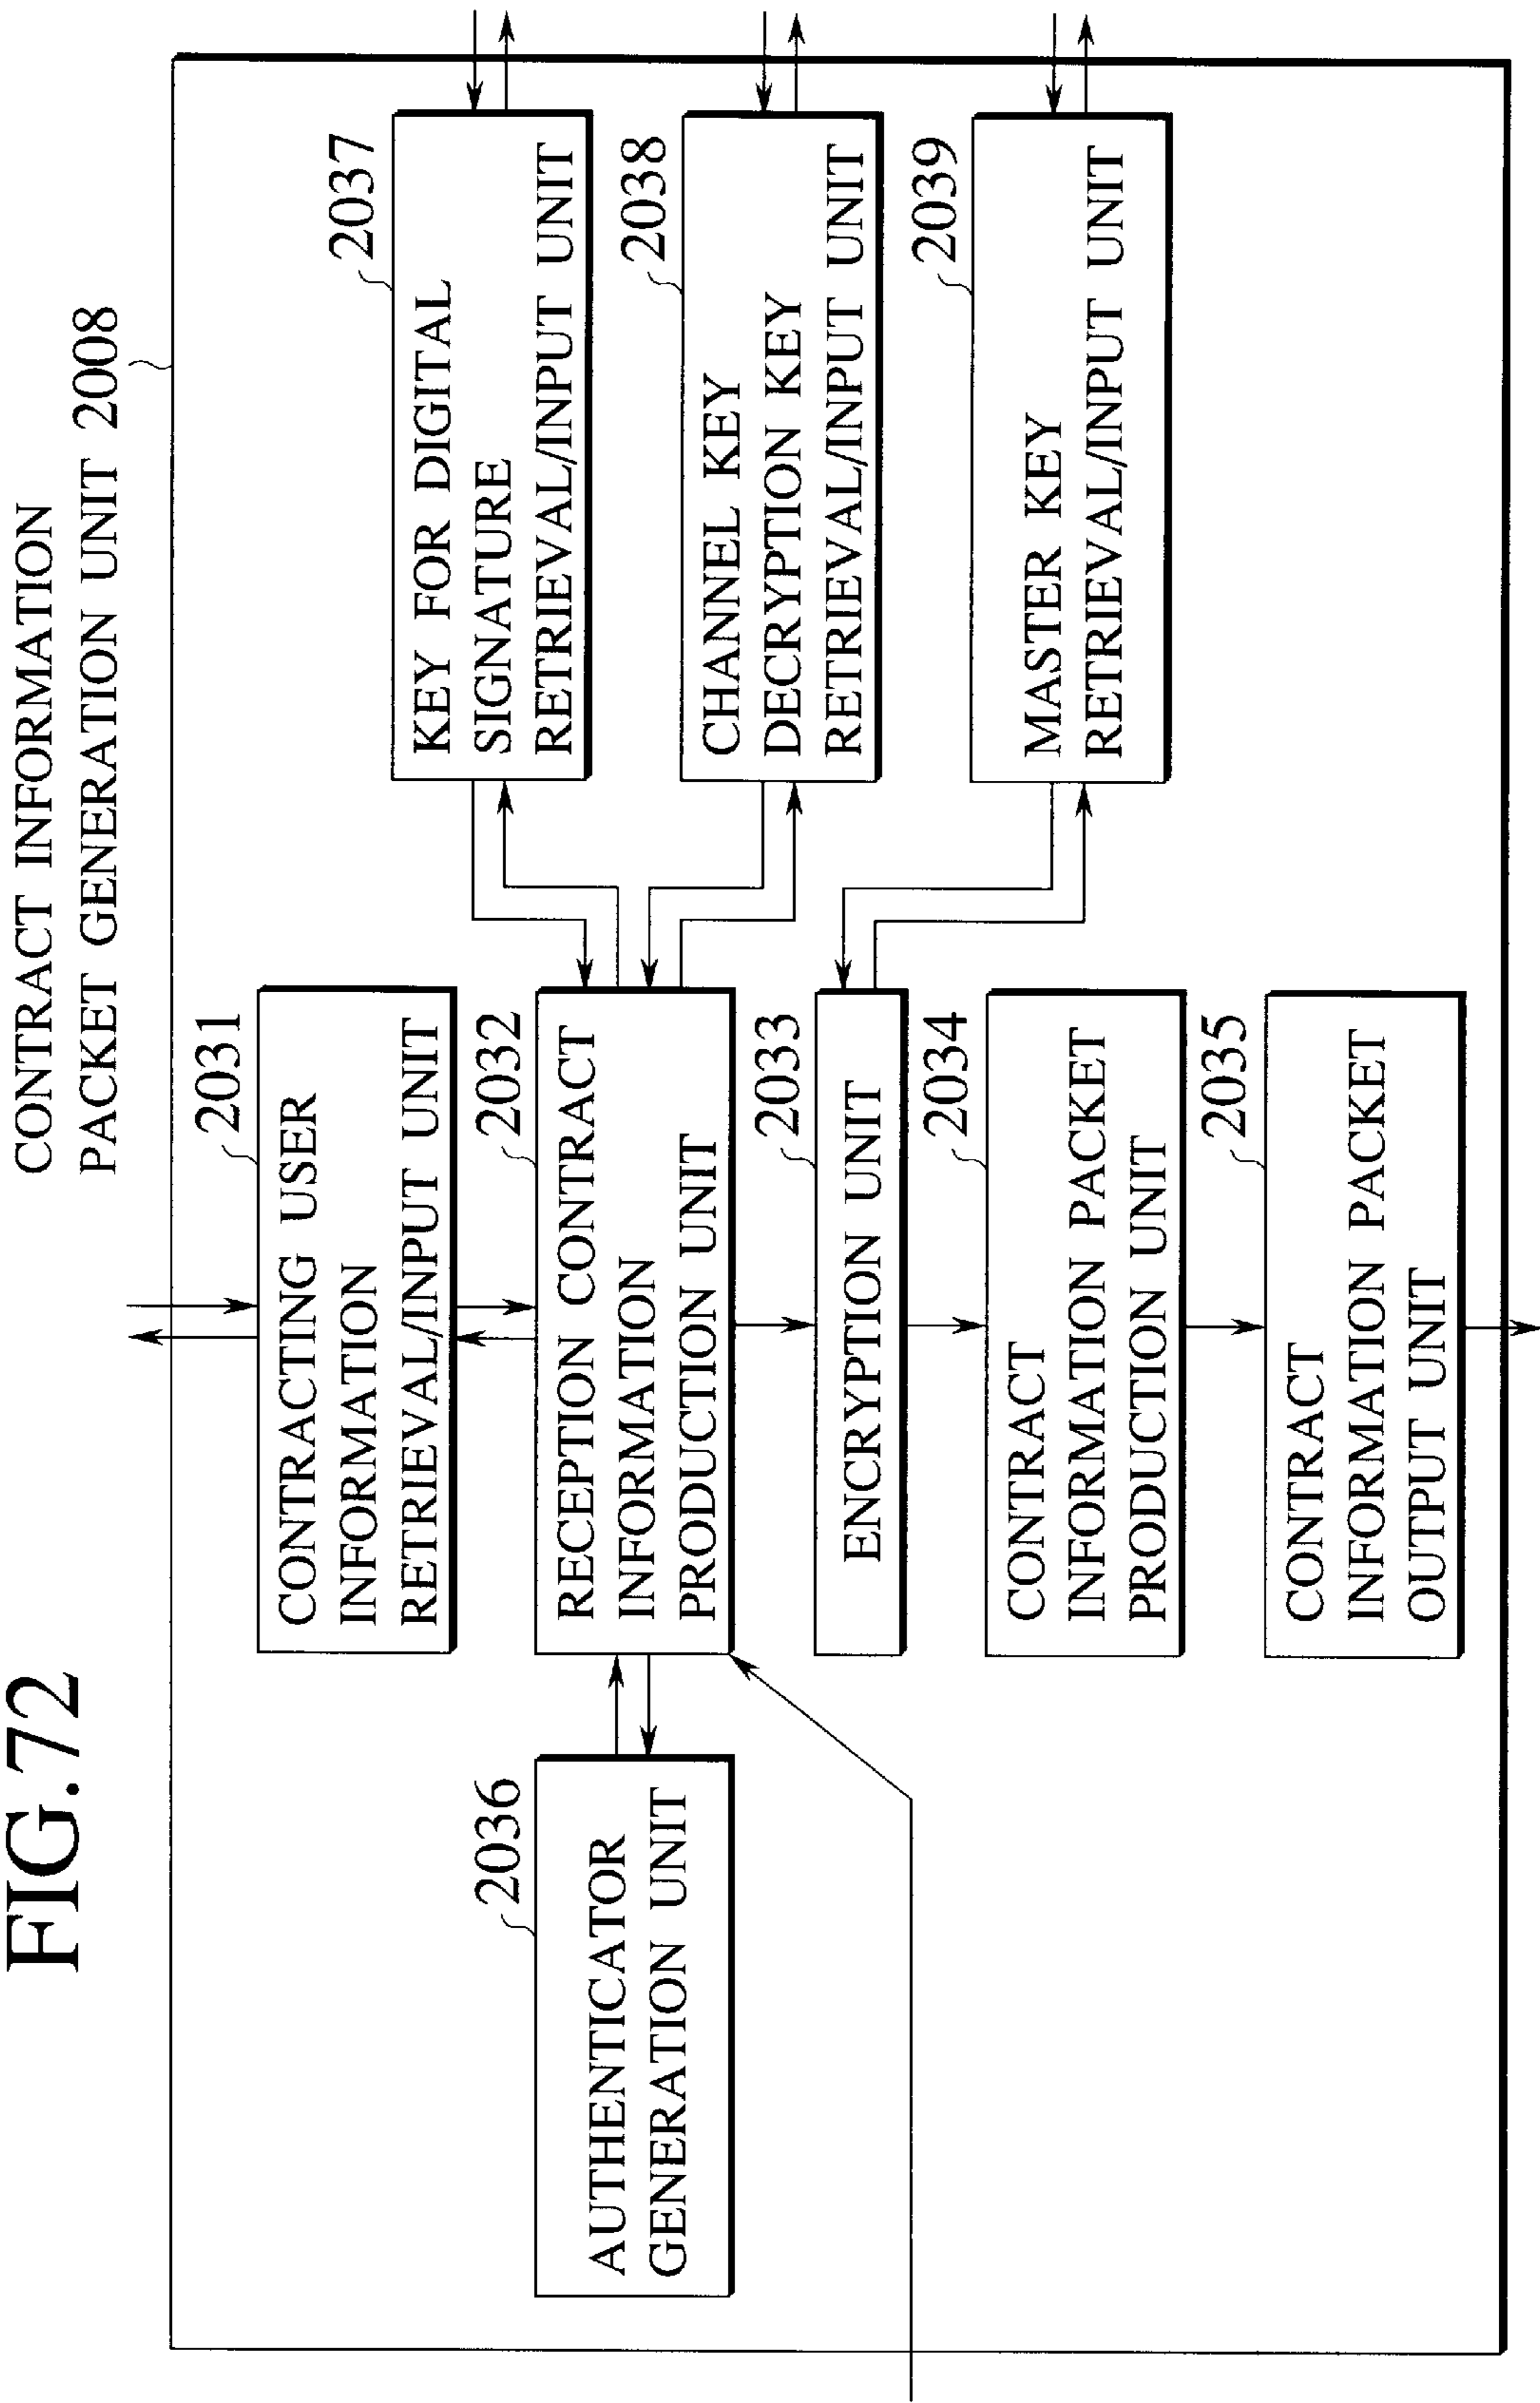 FIG.72
CONTRACT INFORMATION
PACKET GENERATION UNIT 2008
2031
CONTRACTING USER
INFORMATION
RETRIEVAL/INPUT UNIT
2036
AUTHENTICATOR
GENERATION UNIT
2032
RECEPTION CONTRACT
INFORMATION
PRODUCTION UNIT
2033
ENCRYPTION UNIT
2034
CONTRACT
INFORMATION PACKET
PRODUCTION UNIT
2035
CONTRACT
INFORMATION PACKET
OUTPUT UNIT
2037
KEY FOR DIGITAL
SIGNATURE
RETRIEVAL/INPUT UNIT
2038
CHANNEL KEY
DECRYPTION KEY
RETRIEVAL/INPUT UNIT
2039
MASTER KEY
RETRIEVAL/INPUT UNIT